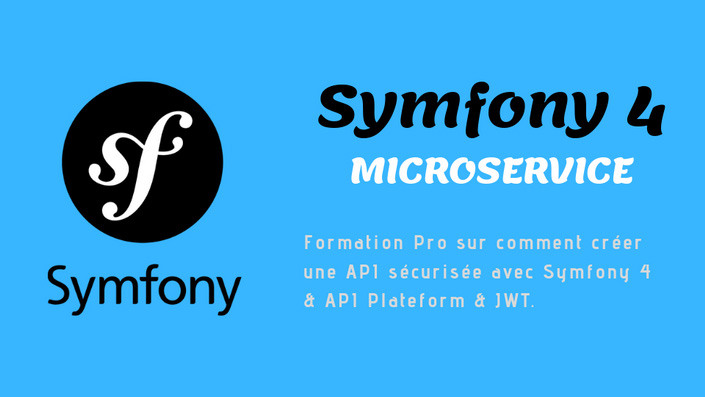 sf
Symfony
Symfony 4
MICROSERVICE
Formation Pro sur comment créer
une API sécurisée avec Symfony 4
& API Plateform & JWT.